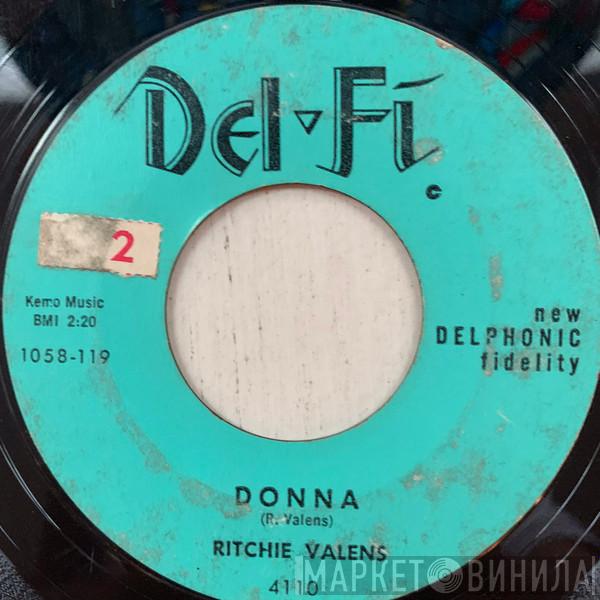 Del-Fi
c
2
Kemo Music
BMI 2:20
1058-119
new
DELPHONIC
fidelity
DONNA
(R. Valens)
RITCHIE VALENS
4110
МАРКЕТ ВИНИЛА